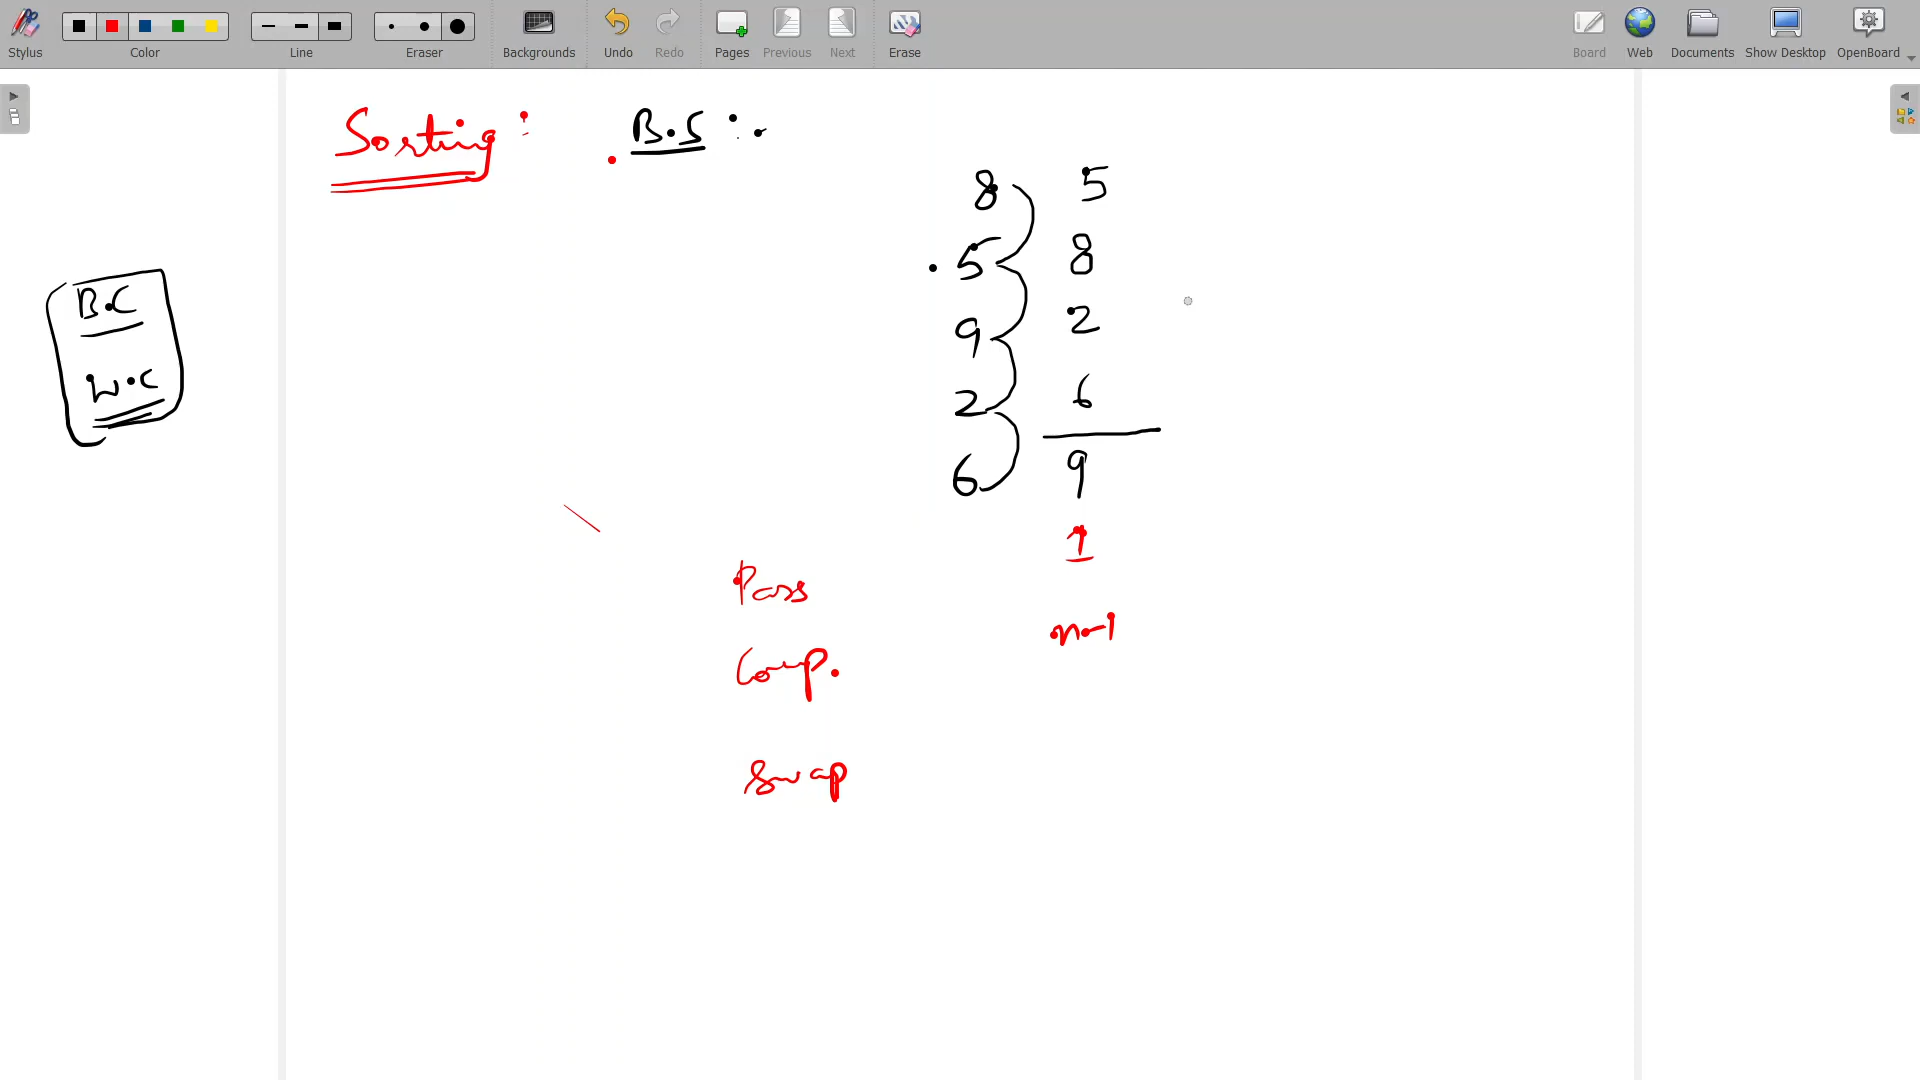 Stylus Color Line Eraser Backgrounds Undo Redo Pages Previous Next Erase Board Web Documents Show Desktop OpenBoard
Sorting : B.S :
8 5
5 8
9 2
2 6
6 9
B.C
W.C
1
Pass
n-1
Comp.
Swap